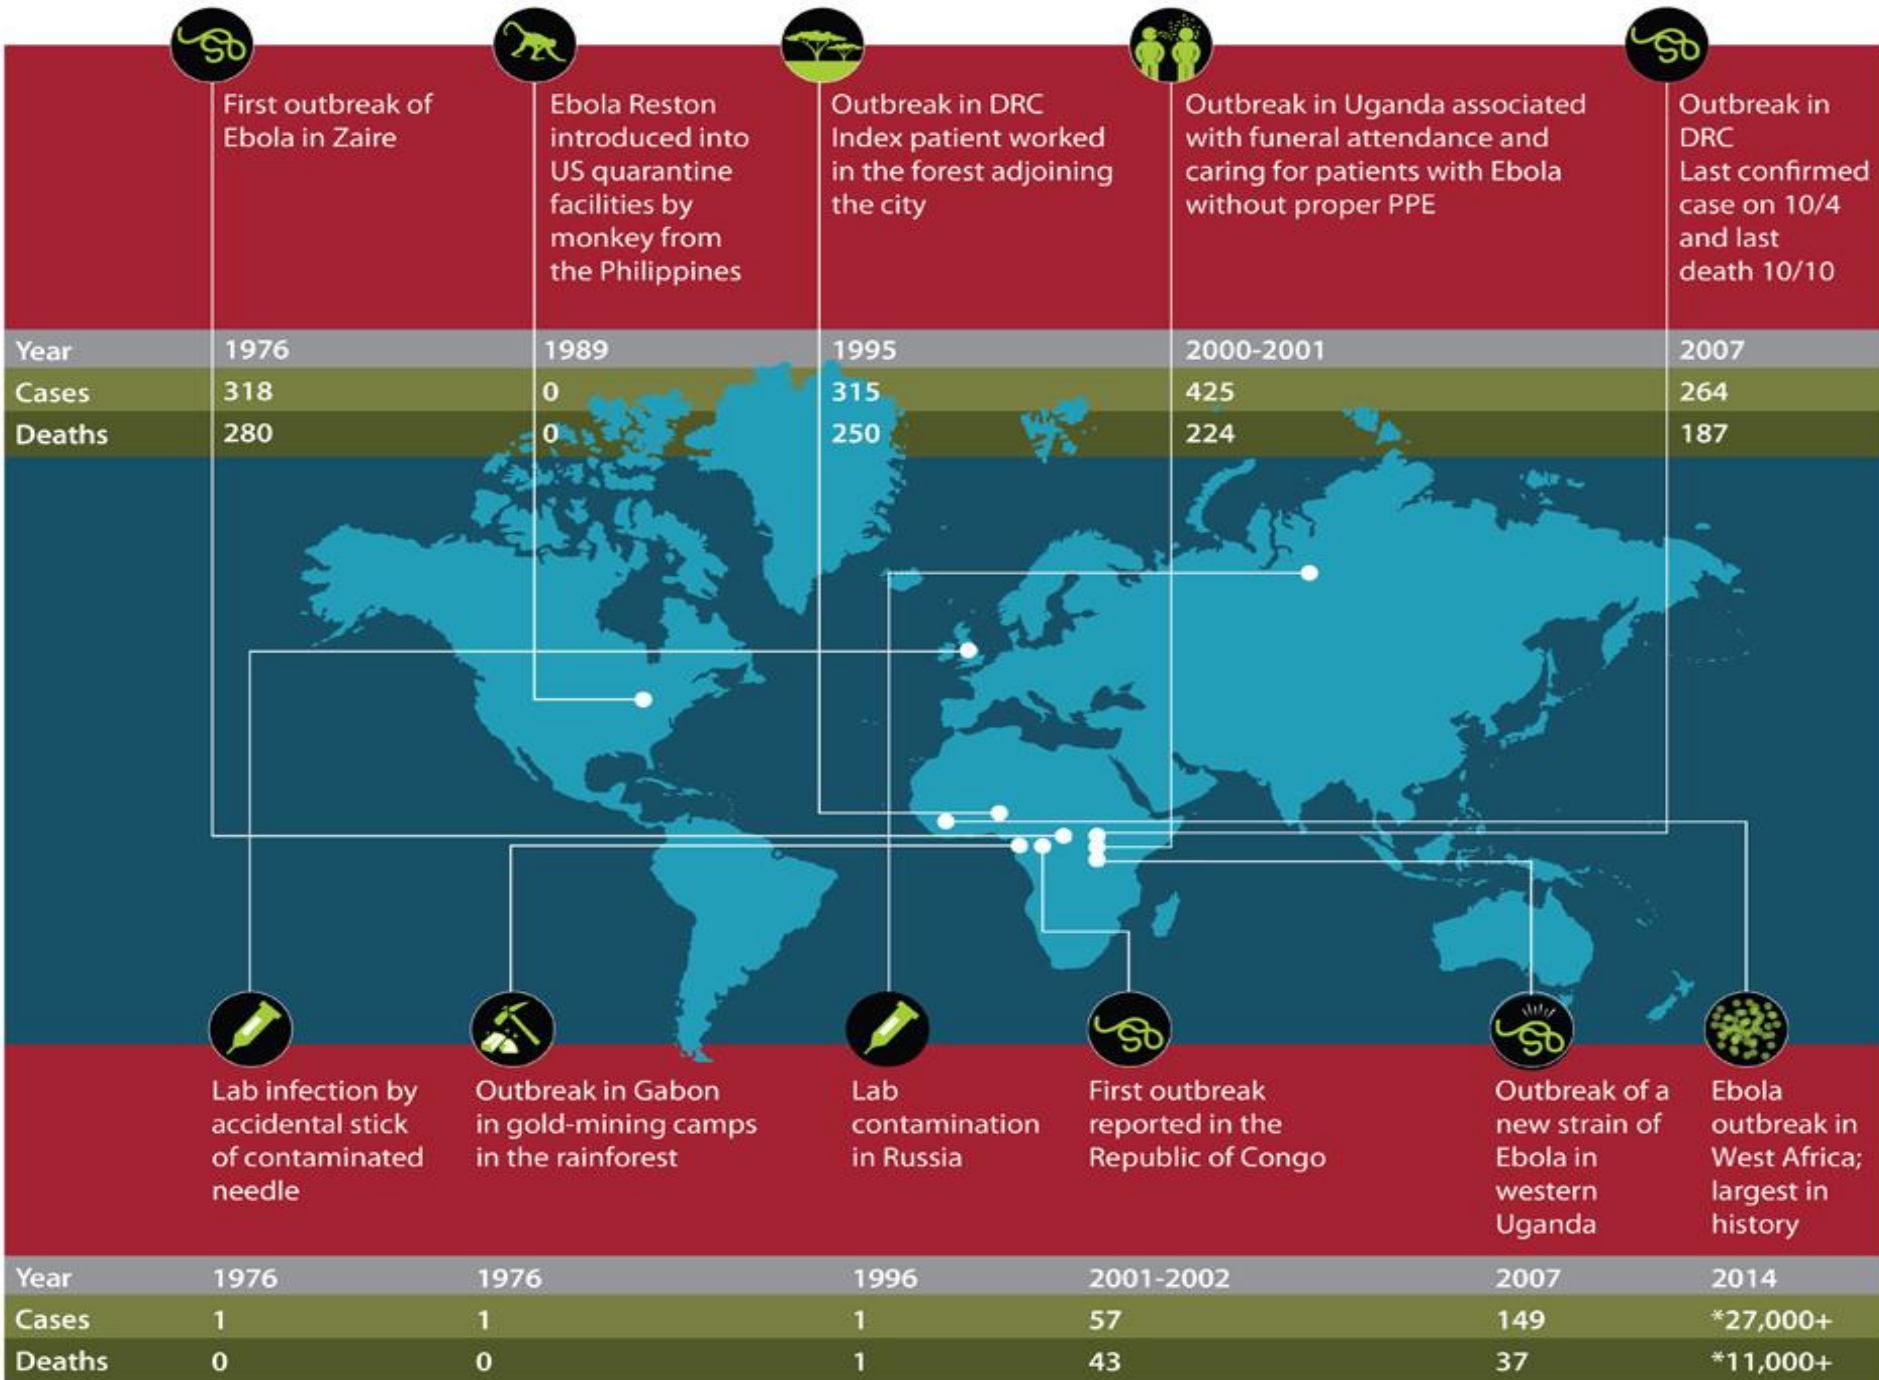 First outbreak of
Ebola in Zaire
Ebola Reston
introduced into
US quarantine
facilities by
monkey from
the Philippines
Outbreak in DRC
Index patient worked
in the forest adjoining
the city
Outbreak in Uganda associated
with funeral attendance and
caring for patients with Ebola
without proper PPE
Outbreak in
DRC
Last confirmed
case on 10/4
and last
death 10/10
Year 1976 1989 1995 2000-2001 2007
Cases 318 0 315 425 264
Deaths 280 0 250 224 187
Lab infection by
accidental stick
of contaminated
needle
Outbreak in Gabon
in gold-mining camps
in the rainforest
Lab
contamination
in Russia
First outbreak
reported in the
Republic of Congo
Outbreak of a
new strain of
Ebola in
western
Uganda
Ebola
outbreak in
West Africa;
largest in
history
Year 1976 1976 1996 2001-2002 2007 2014
Cases 1 1 1 57 149 *27,000+
Deaths 0 0 1 43 37 *11,000+